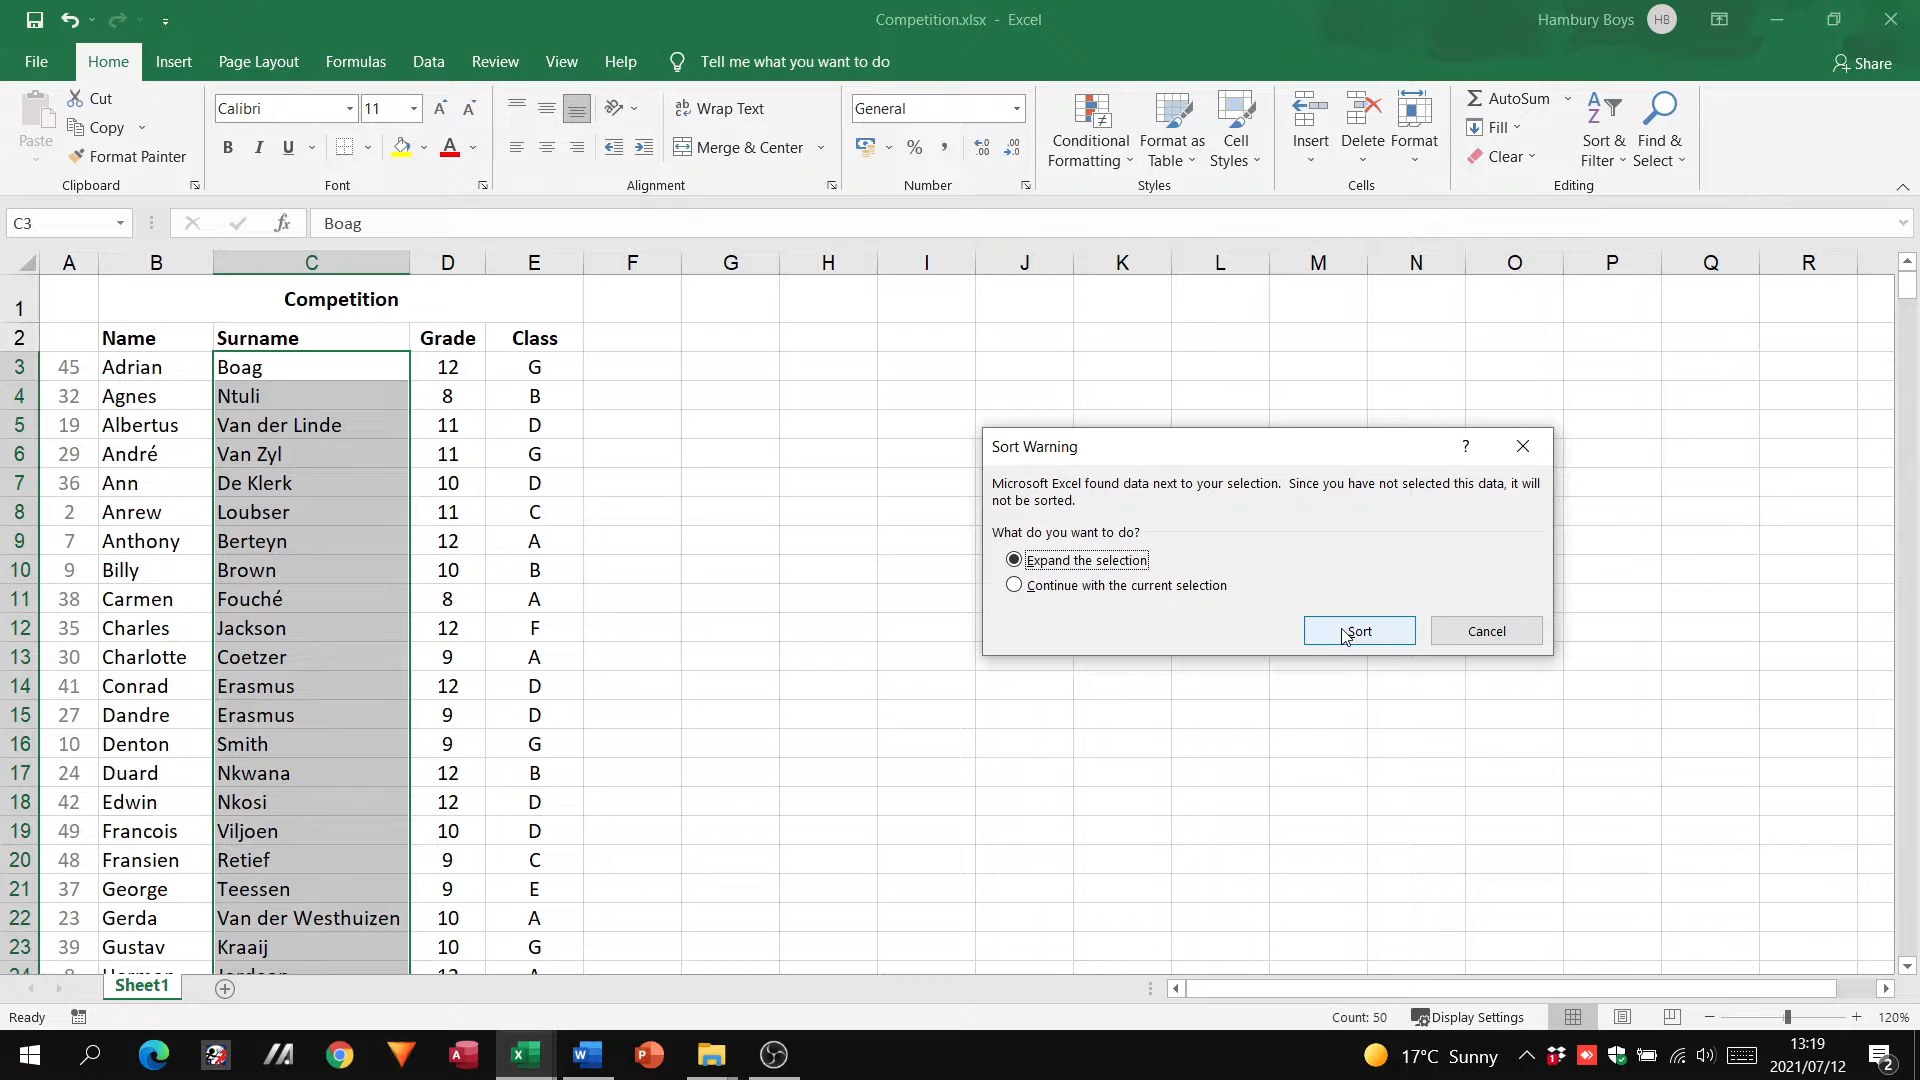 Competition.xlsx - Excel
Hambury Boys HB
File Home Insert Page Layout Formulas Data Review View Help Tell me what you want to do Share
Paste
Cut
Copy
Format Painter
Clipboard
Calibri 11
B I U
Font
Wrap Text
Merge & Center
Alignment
General
Number
Conditional Formatting
Format as Table
Cell Styles
Styles
Insert
Delete
Format
Cells
AutoSum
Fill
Clear
Sort & Filter
Find & Select
Editing
C3 fx Boag
A B C D E F G H I J K L M N O P Q R
1 Competition
2 Name Surname Grade Class
3 45 Adrian Boag 12 G
4 32 Agnes Ntuli 8 B
5 19 Albertus Van der Linde 11 D
6 29 André Van Zyl 11 G
7 36 Ann De Klerk 10 D
8 2 Anrew Loubser 11 C
9 7 Anthony Berteyn 12 A
10 9 Billy Brown 10 B
11 38 Carmen Fouché 8 A
12 35 Charles Jackson 12 F
13 30 Charlotte Coetzer 9 A
14 41 Conrad Erasmus 12 D
15 27 Dandre Erasmus 9 D
16 10 Denton Smith 9 G
17 24 Duard Nkwana 12 B
18 42 Edwin Nkosi 12 D
19 49 Francois Viljoen 10 D
20 48 Fransien Retief 9 C
21 37 George Teessen 9 E
22 23 Gerda Van der Westhuizen 10 A
23 39 Gustav Kraaij 10 G
Sort Warning
Microsoft Excel found data next to your selection. Since you have not selected this data, it will
not be sorted.
What do you want to do?
Expand the selection
Continue with the current selection
Sort Cancel
Sheet1
Ready Count: 50 Display Settings 120%
17°C Sunny
13:19
2021/07/12
2